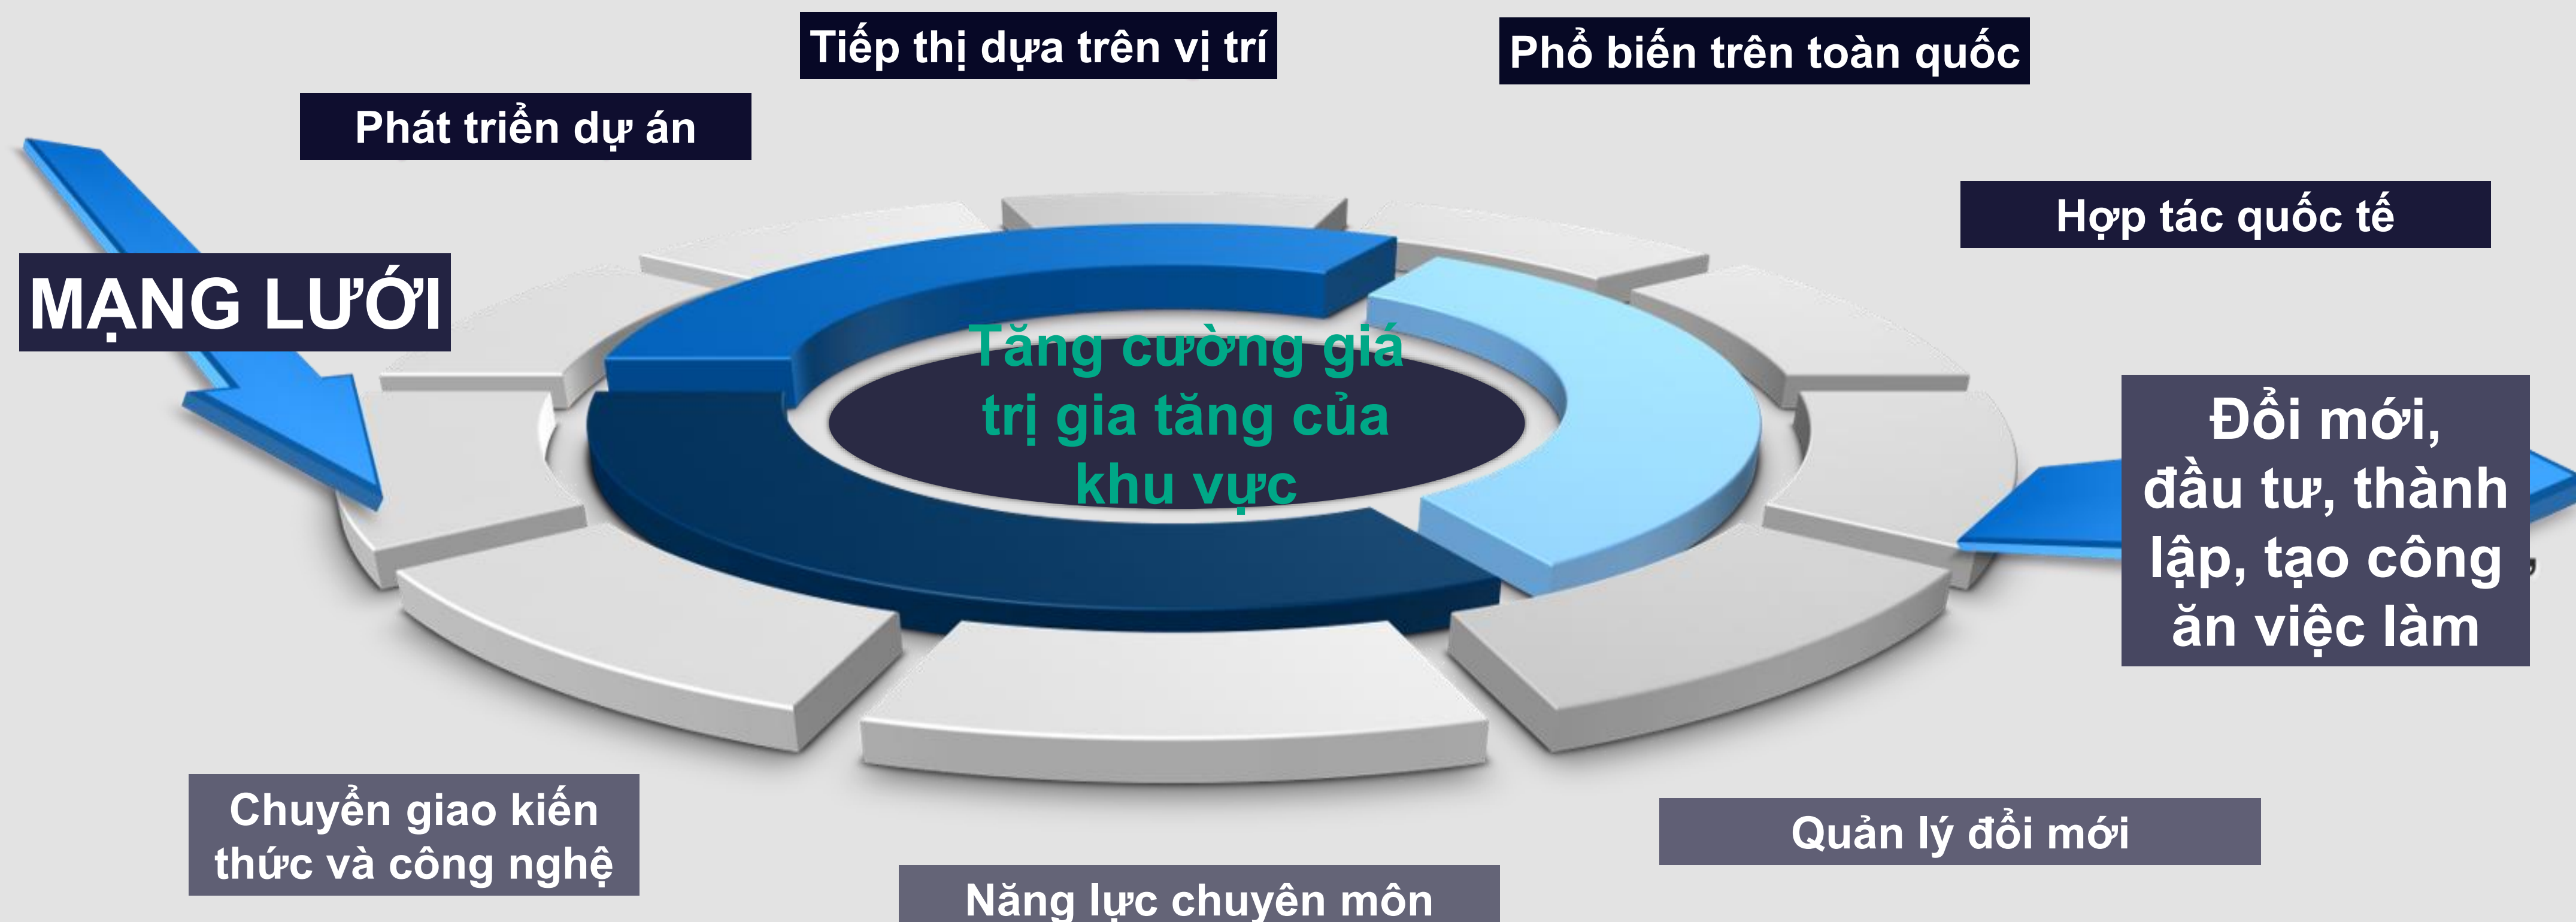 Tiếp thị dựa trên vị trí
Phổ biến trên toàn quốc
Phát triển dự án
Hợp tác quốc tế
MẠNG LƯỚI
Tăng cường giá
trị gia tăng của
khu vực
Đổi mới,
đầu tư, thành
lập, tạo công
ăn việc làm
Chuyển giao kiến
thức và công nghệ
Quản lý đổi mới
Năng lực chuyên môn